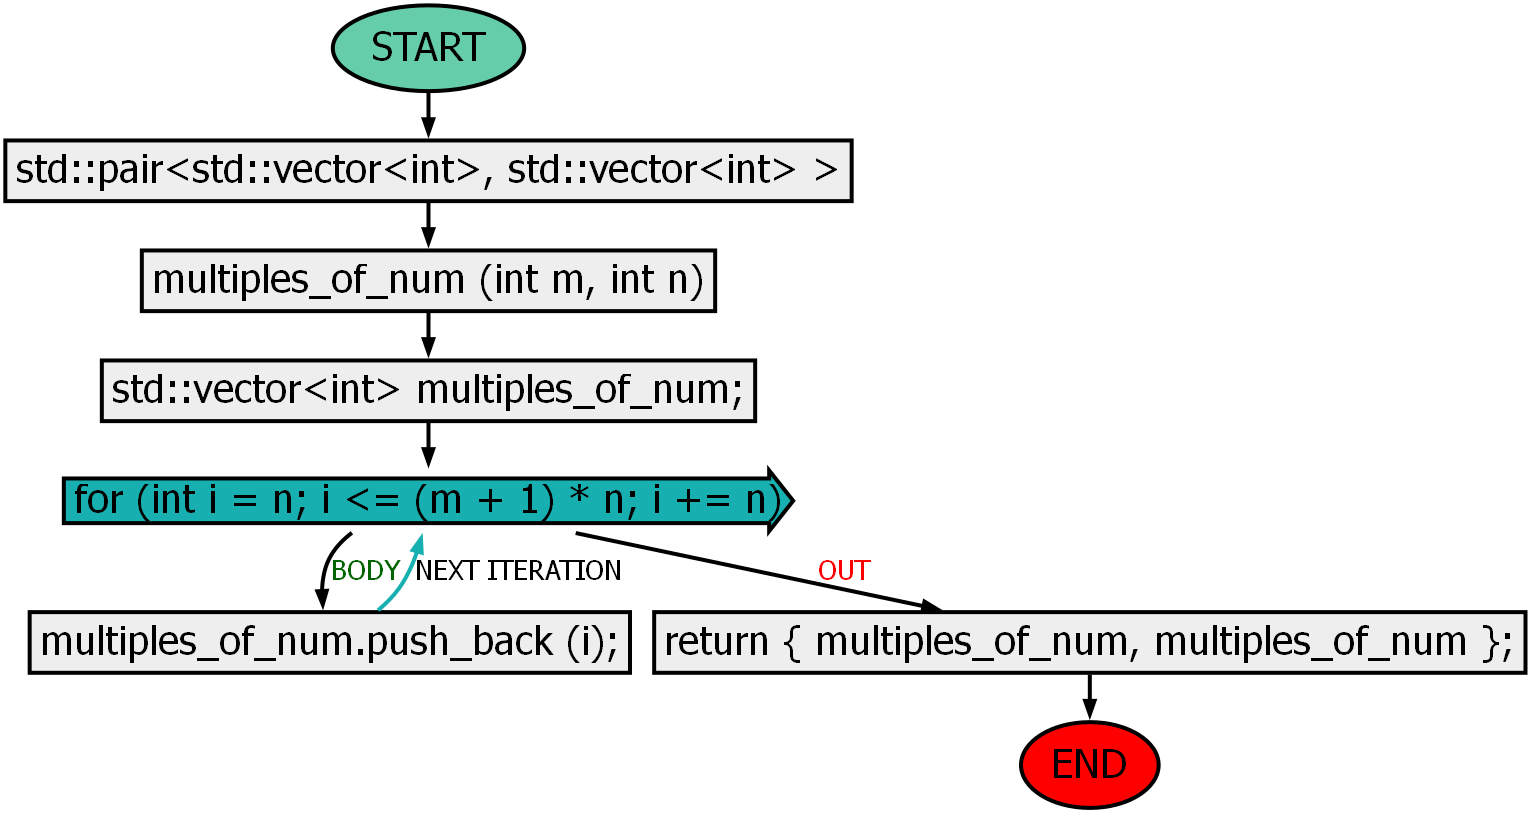 START
std::pair<std::vector<int>, std::vector<int> >
multiples_of_num (int m, int n)
std::vector<int> multiples_of_num;
for (int i = n; i <= (m + 1) * n; i += n)
BODY
NEXT ITERATION
OUT
multiples_of_num.push_back (i);
return { multiples_of_num, multiples_of_num };
END